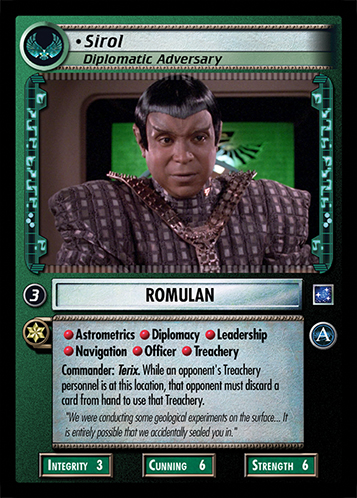 • Sirol
Diplomatic Adversary
3
ROMULAN
A
Astrometrics Diplomacy Leadership
Navigation Officer Treachery
Commander: Terix. While an opponent's Treachery
personnel is at this location, that opponent must discard a
card from hand to use that Treachery.
"We were conducting some geological experiments on the surface... It
is entirely possible that we accidentally sealed you in."
INTEGRITY 3 CUNNING 6 STRENGTH 6